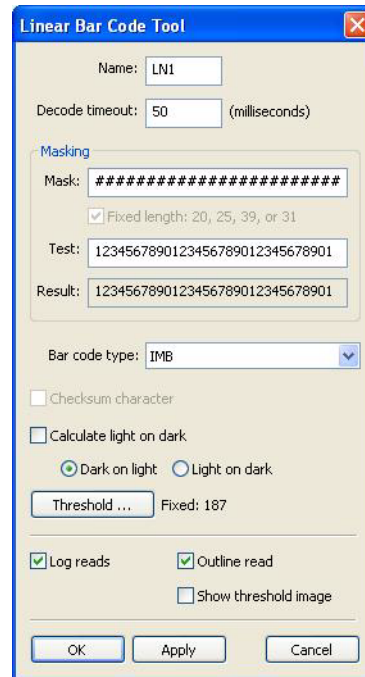 Linear Bar Code Tool
Name: LN1
Decode timeout: 50 (milliseconds)
Masking
Mask: ########################
Fixed length: 20, 25, 39, or 31
Test: 1234567890123456789012345678901
Result: 1234567890123456789012345678901
Bar code type: IMB
Checksum character
Calculate light on dark
Dark on light Light on dark
Threshold ... Fixed: 187
Log reads Outline read
Show threshold image
OK Apply Cancel